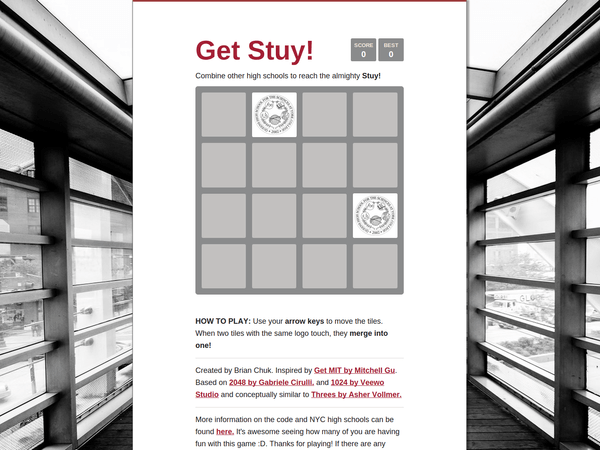 Get Stuy!
SCORE
0
BEST
0
Combine other high schools to reach the almighty Stuy!
HOW TO PLAY: Use your arrow keys to move the tiles.
When two tiles with the same logo touch, they merge into
one!
Created by Brian Chuk. Inspired by Get MIT by Mitchell Gu.
Based on 2048 by Gabriele Cirulli, and 1024 by Veewo
Studio and conceptually similar to Threes by Asher Vollmer.
More information on the code and NYC high schools can be
found here. It's awesome seeing how many of you are having
fun with this game :D. Thanks for playing! If there are any